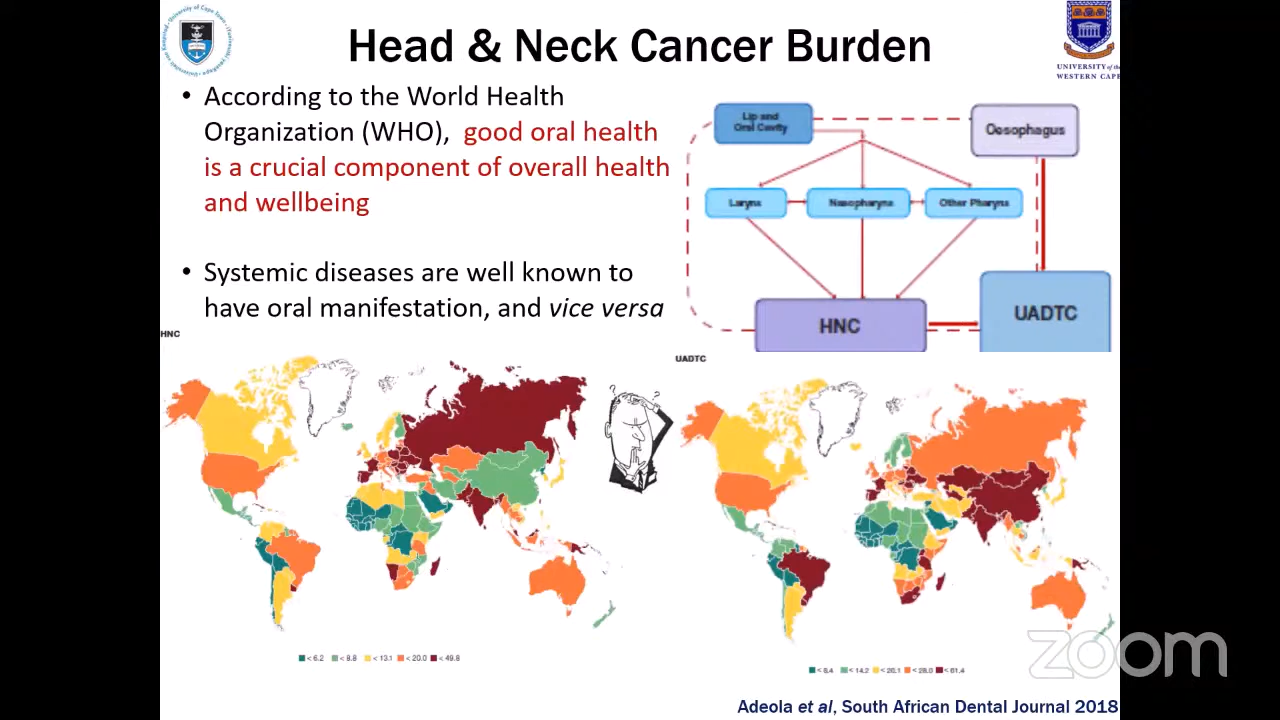 Head & Neck Cancer Burden
UNIVERSITY of the
WESTERN CAPE
• According to the World Health
Organization (WHO), good oral health
is a crucial component of overall health
and wellbeing
• Systemic diseases are well known to
have oral manifestation, and vice versa
Lip and
Oral Cavity
Oesophagus
Larynx
Nasopharynx
Other Pharynx
HNC
UADTC
HNC
UADTC
? ?
< 6.2 < 8.8 < 13.1 < 20.0 < 49.8
< 14.2 < 20.1 < 28.0 < 61.4
zoom
Adeola et al, South African Dental Journal 2018